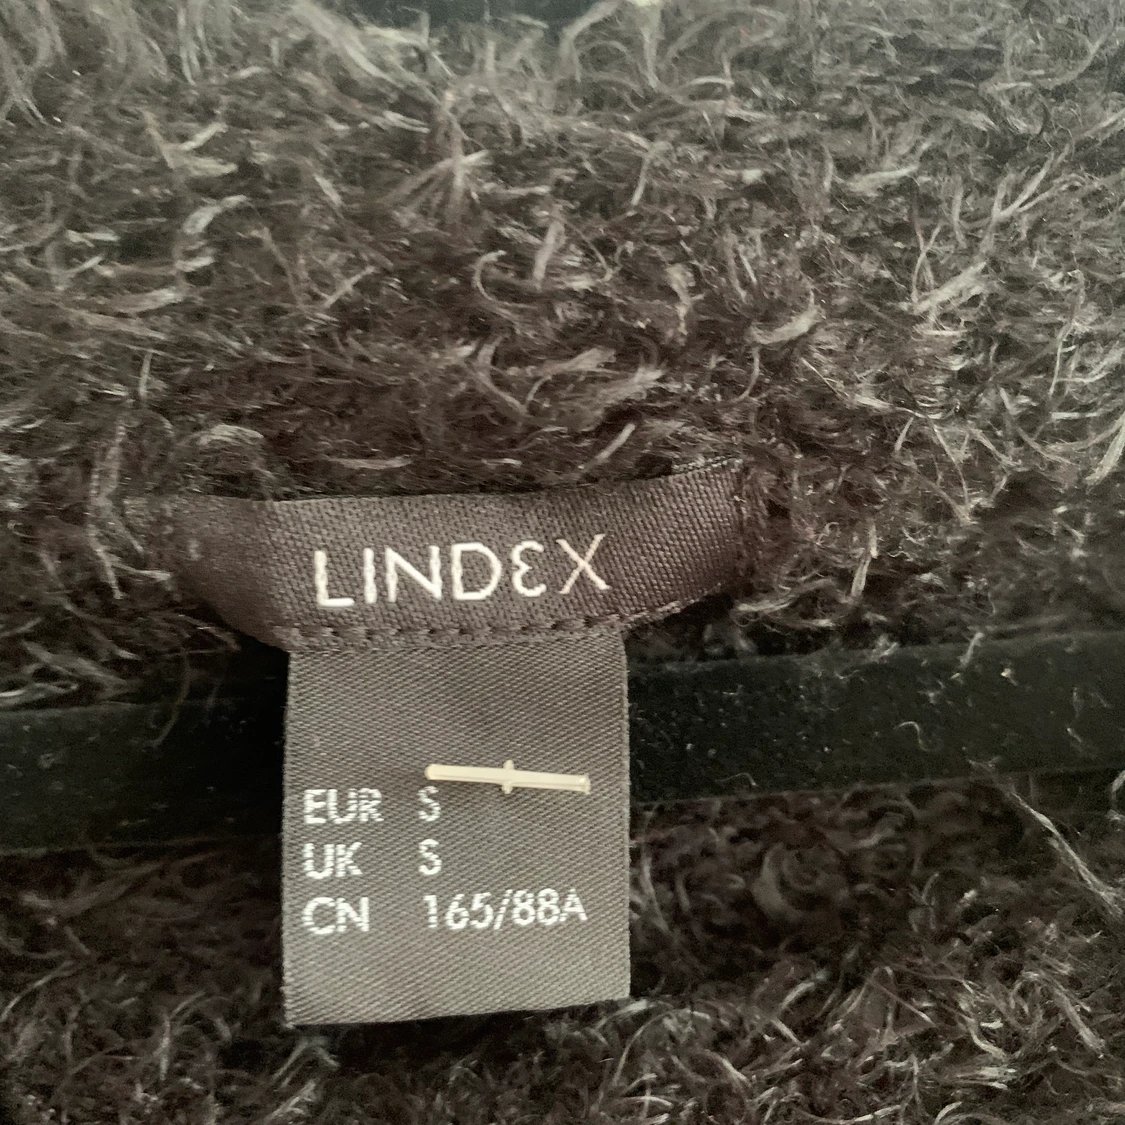 LINDEX
EUR S
UK S
CN 165/88A